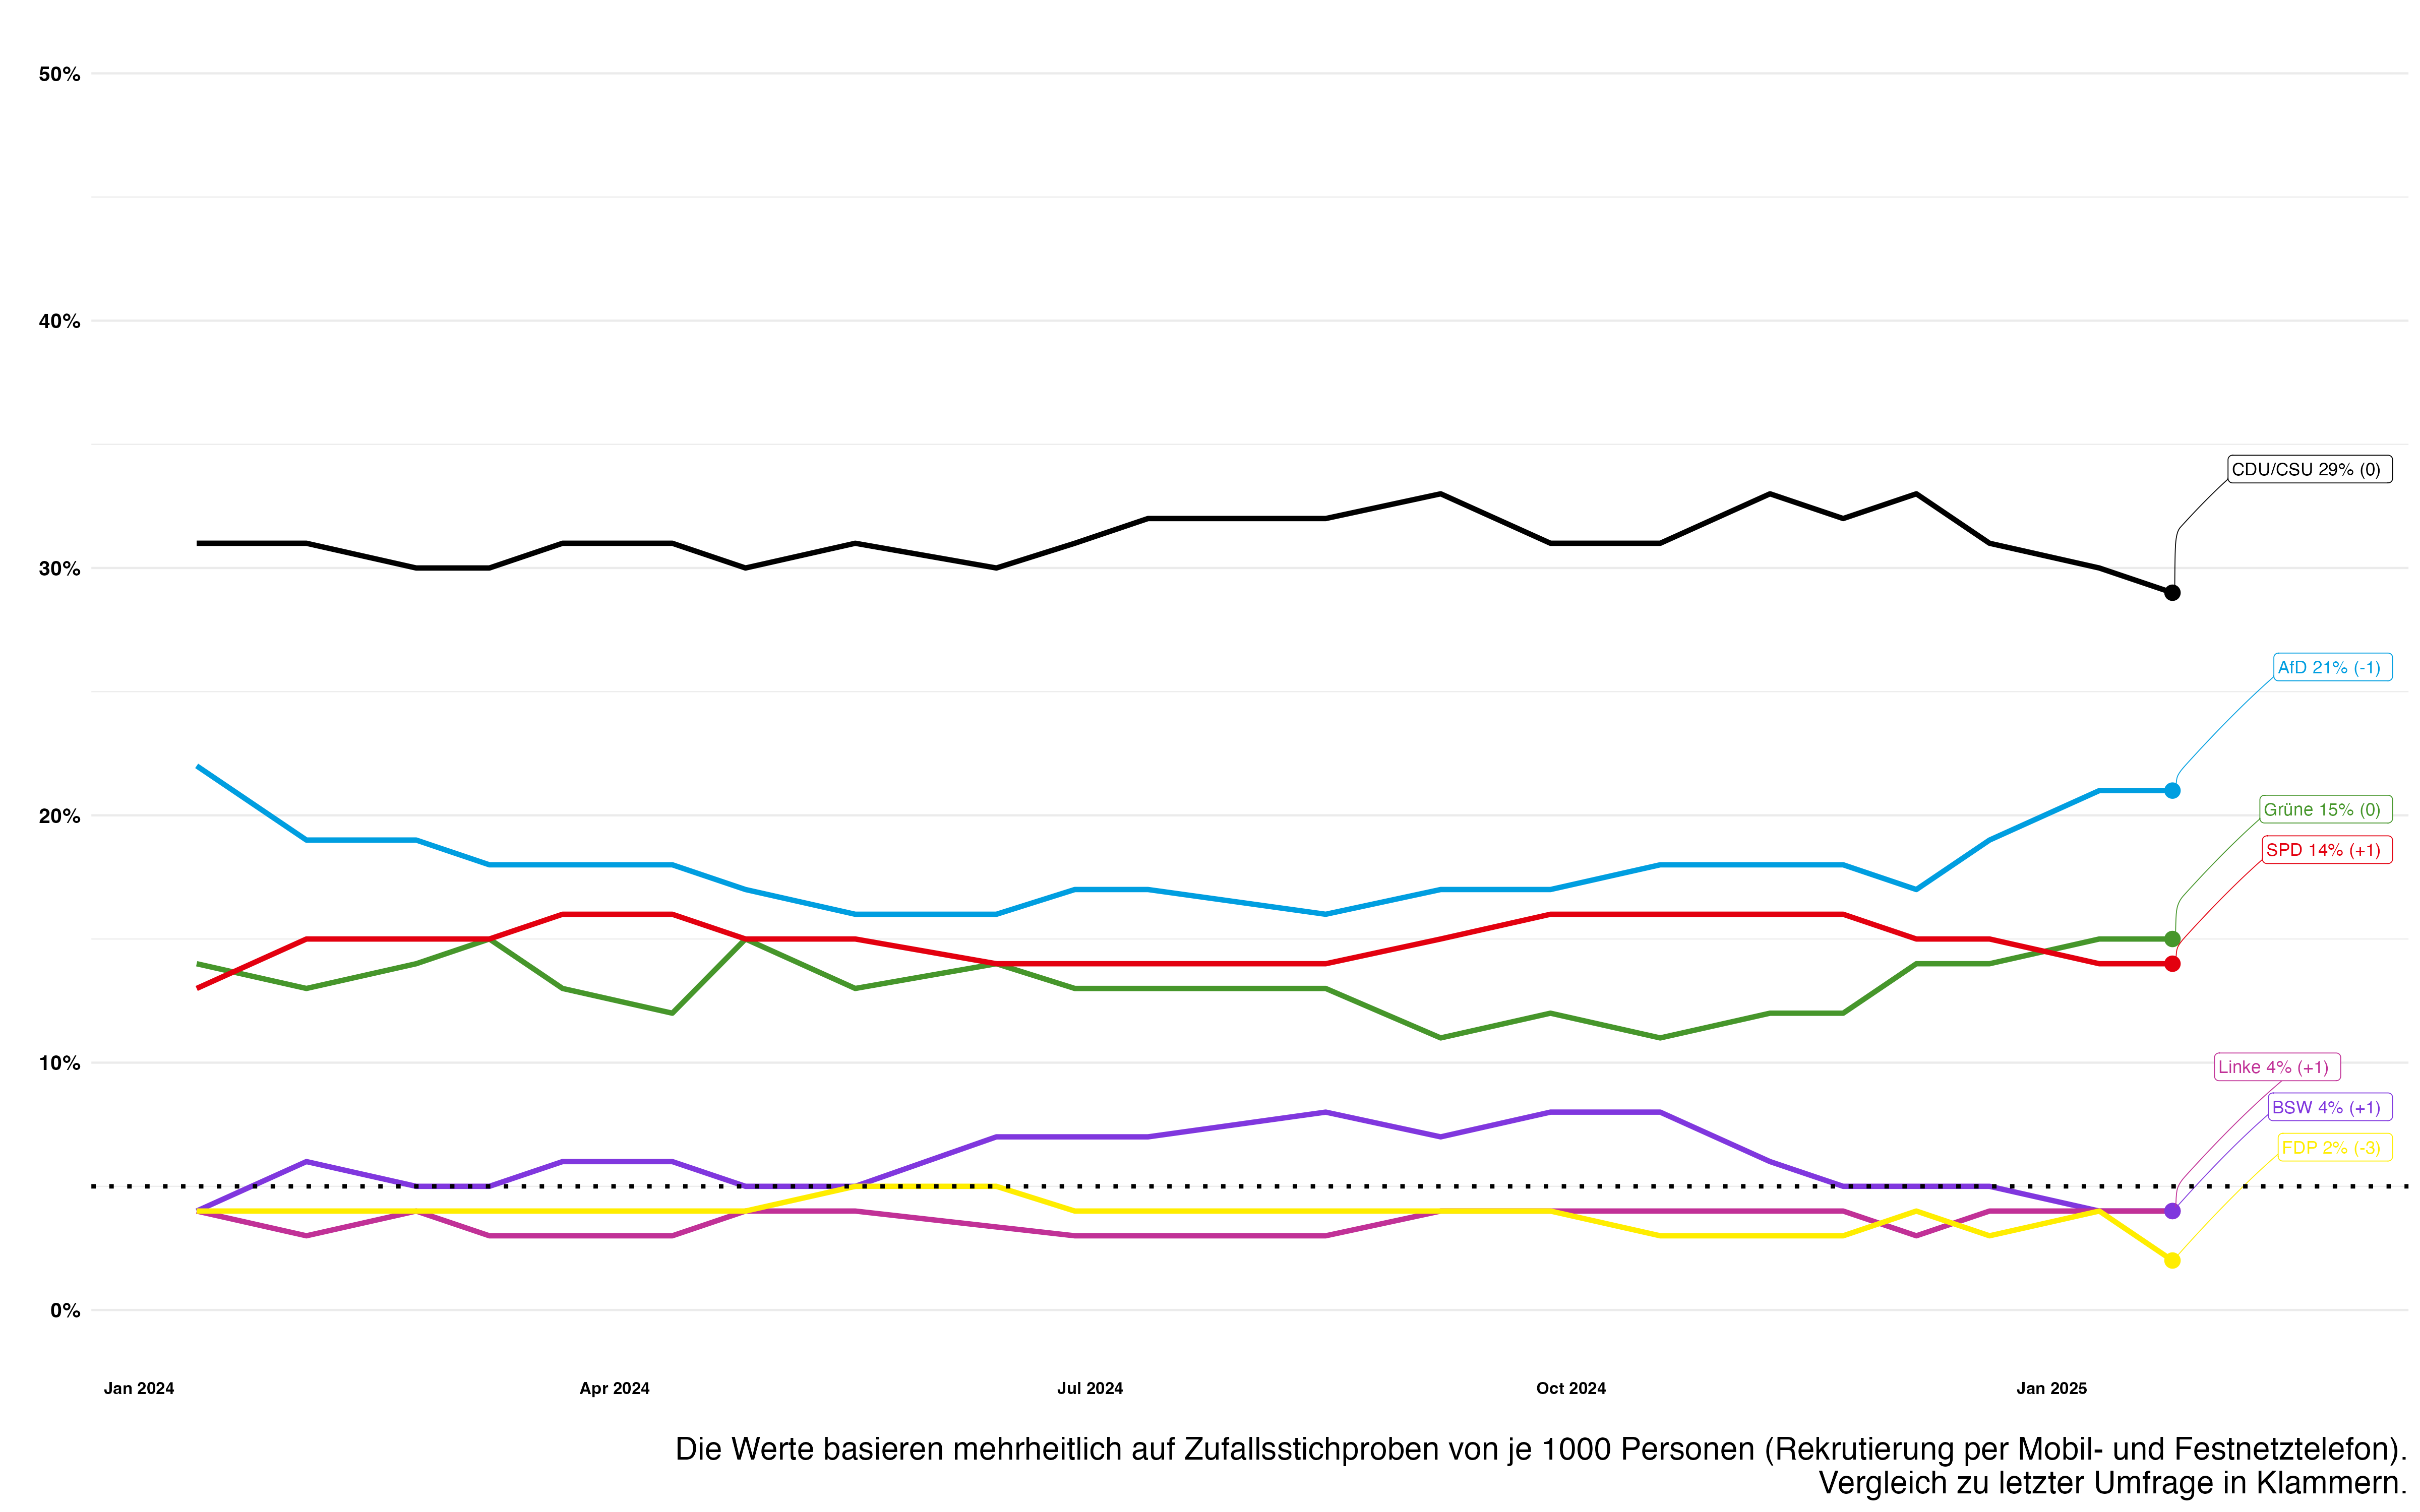 50%
40%
30%
20%
10%
0%
CDU/CSU 29% (0)
AfD 21% (-1)
Grüne 15% (0)
SPD 14% (+1)
Linke 4% (+1)
BSW 4% (+1)
FDP 2% (-3)
Jan 2024
Apr 2024
Jul 2024
Oct 2024
Jan 2025
Die Werte basieren mehrheitlich auf Zufallsstichproben von je 1000 Personen (Rekrutierung per Mobil- und Festnetztelefon).
Vergleich zu letzter Umfrage in Klammern.